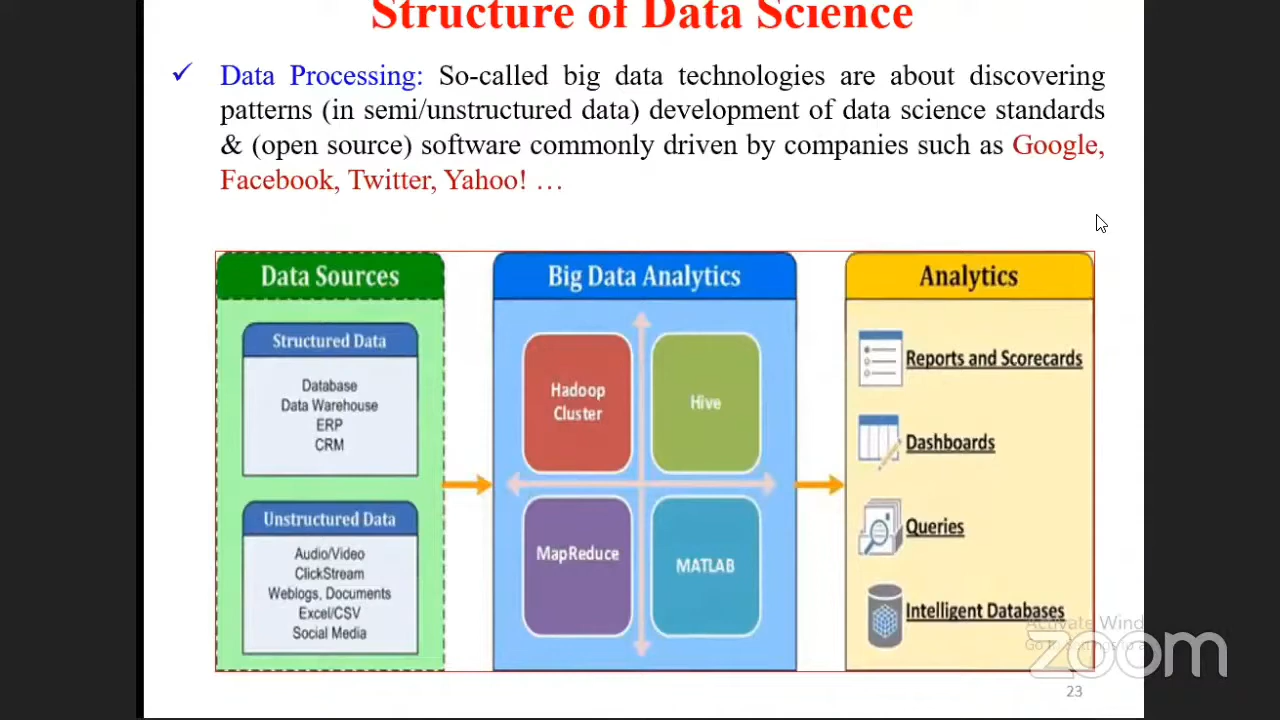 Structure of Data Science
✓ Data Processing: So-called big data technologies are about discovering
patterns (in semi/unstructured data) development of data science standards
& (open source) software commonly driven by companies such as Google,
Facebook, Twitter, Yahoo! …
Data Sources
Structured Data
Database
Data Warehouse
ERP
CRM
Unstructured Data
Audio/Video
ClickStream
Weblogs, Documents
Excel/CSV
Social Media
Big Data Analytics
Hadoop
Cluster
Hive
MapReduce
MATLAB
Analytics
Reports and Scorecards
Dashboards
Queries
Intelligent Databases
Activate Wind
Go to Settings to a
zoom
23